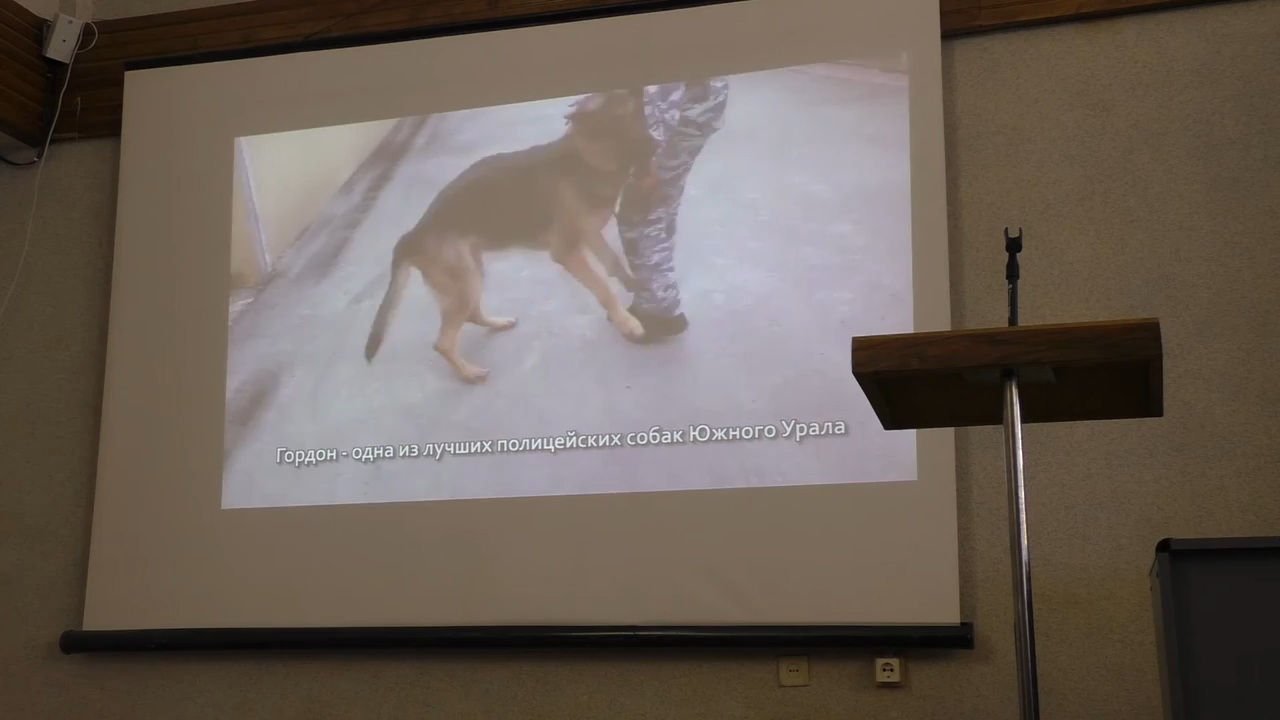 Гордон - одна из лучших полицейских собак Южного Урала